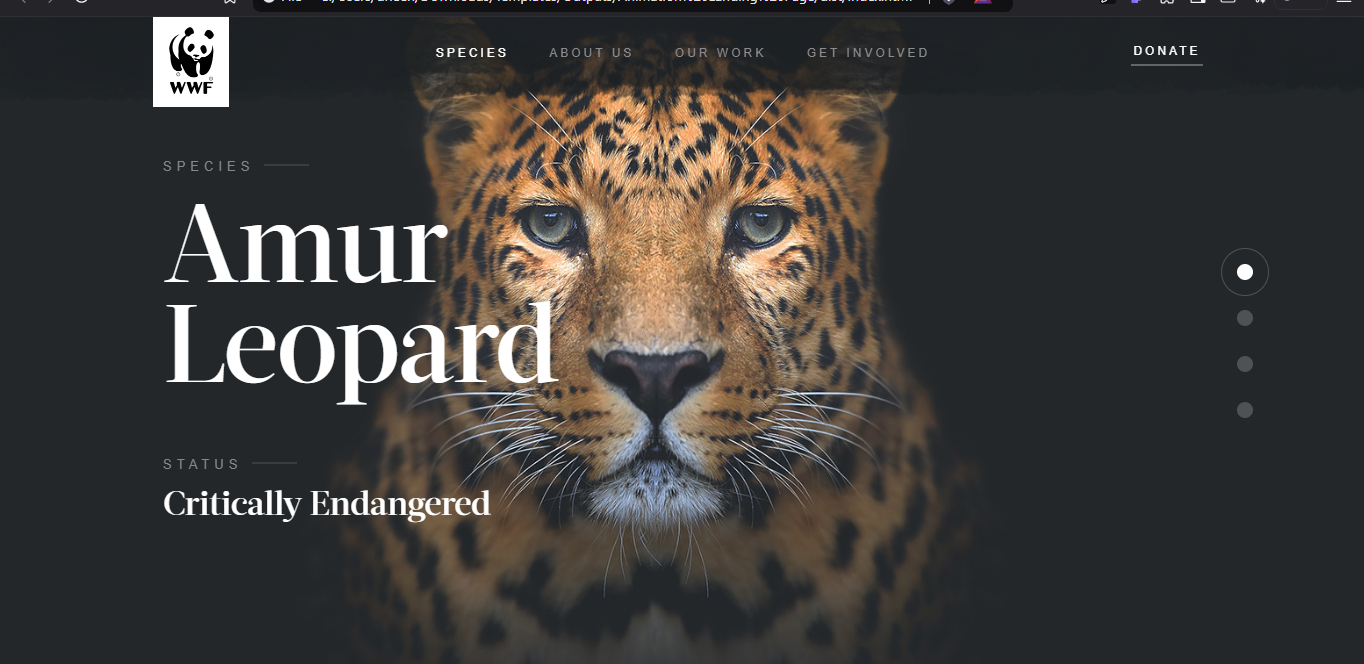 WWF
SPECIES ABOUT US OUR WORK GET INVOLVED DONATE
SPECIES
Amur
Leopard
STATUS
Critically Endangered